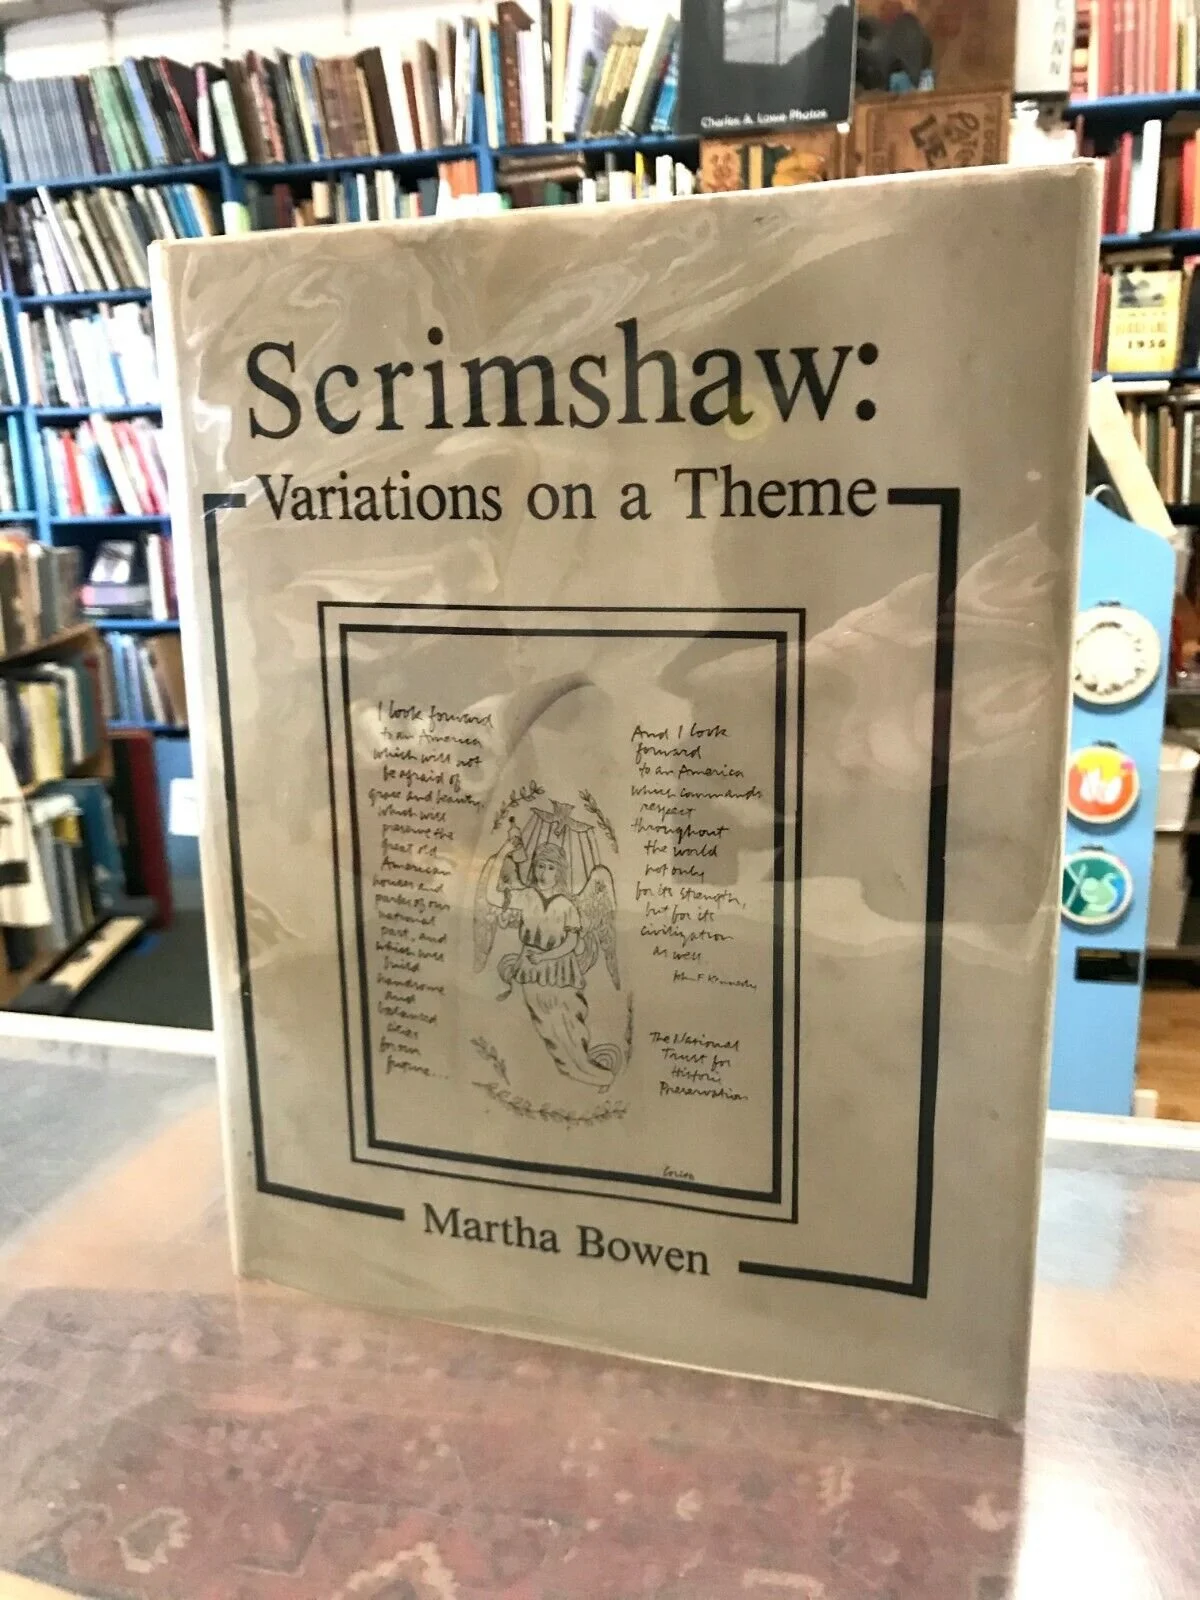 Charles A. Lowe Photos
1956
Scrimshaw:
Variations on a Theme
I look forward
to an America
which will not
be afraid of
grace and beauty,
which will
preserve the
great old
American
houses and
parks of our
national
past, and
which will
build
handsome
and
balanced
cities
for our
future...
And I look
forward
to an America
which commands
respect
throughout
the world
not only
for its strength,
but for its
civilization
as well
John F Kennedy
The National
Trust for
Historic
Preservation
Martha Bowen
yes